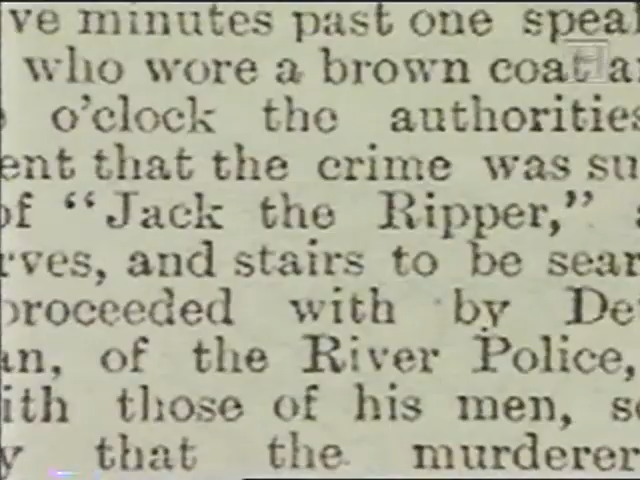 ve minutes past one spea
who wore a brown coat a
o'clock the authorities
ent that the crime was su
of "Jack the Ripper,"
rves, and stairs to be sear
proceeded with by De
an, of the River Police,
ith those of his men, s
y that the murderer